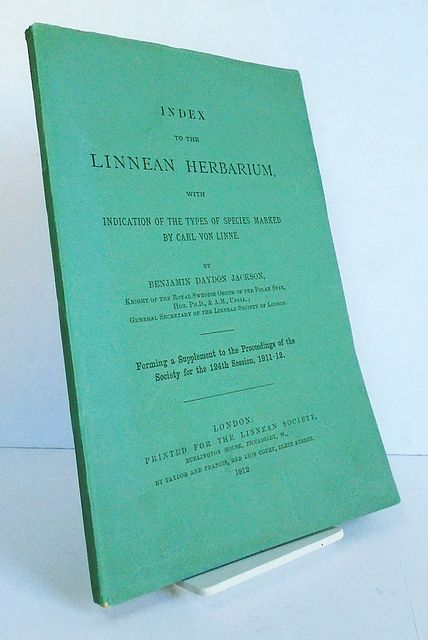 INDEX
TO THE
LINNEAN HERBARIUM,
WITH
INDICATION OF THE TYPES OF SPECIES MARKED
BY CARL VON LINNÉ.
BY
BENJAMIN DAYDON JACKSON,
KNIGHT OF THE ROYAL SWEDISH ORDER OF THE POLAR STAR,
HON. PH.D., & A.M., UPSAL.;
GENERAL SECRETARY OF THE LINNEAN SOCIETY OF LONDON.
Forming a Supplement to the Proceedings of the
Society for the 124th Session, 1911-12.
LONDON:
PRINTED FOR THE LINNEAN SOCIETY,
BURLINGTON HOUSE, PICCADILLY, W.,
BY TAYLOR AND FRANCIS, RED LION COURT, FLEET STREET.
1912